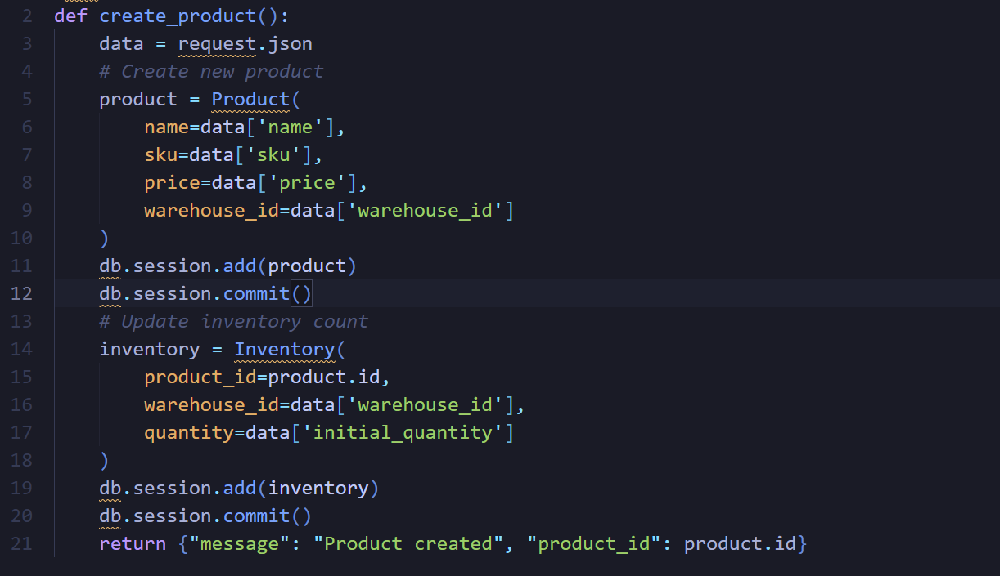 2 def create_product():
3     data = request.json
4     # Create new product
5     product = Product(
6         name=data['name'],
7         sku=data['sku'],
8         price=data['price'],
9         warehouse_id=data['warehouse_id']
10     )
11     db.session.add(product)
12     db.session.commit()
13     # Update inventory count
14     inventory = Inventory(
15         product_id=product.id,
16         warehouse_id=data['warehouse_id'],
17         quantity=data['initial_quantity']
18     )
19     db.session.add(inventory)
20     db.session.commit()
21     return {"message": "Product created", "product_id": product.id}